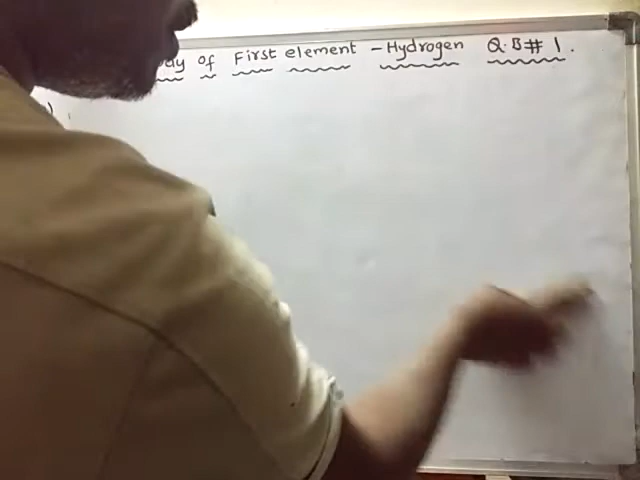 of First element - Hydrogen Q.B# 1.